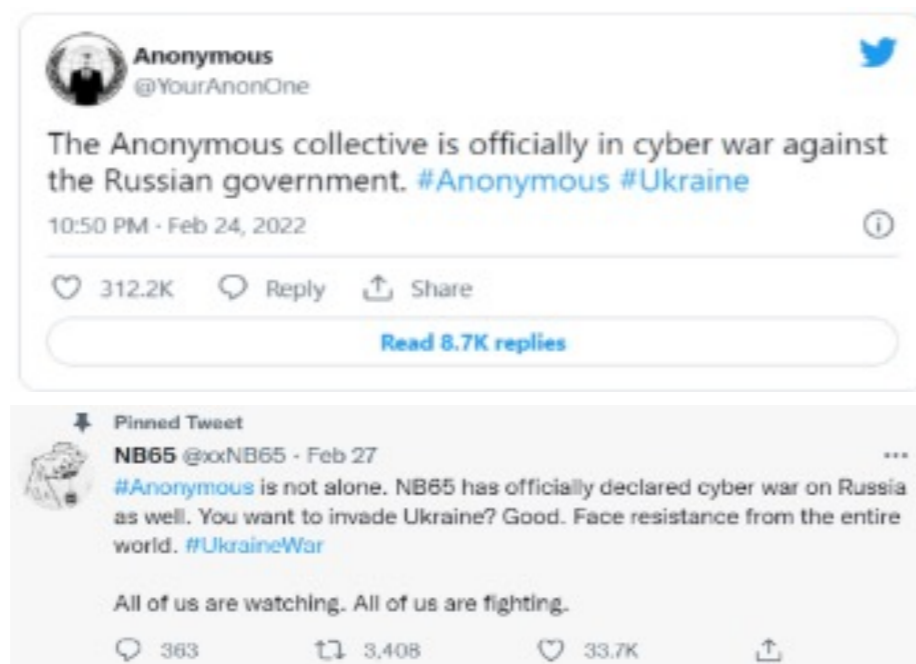 Anonymous
@YourAnonOne
The Anonymous collective is officially in cyber war against
the Russian government. #Anonymous #Ukraine
10:50 PM · Feb 24, 2022
312.2K Reply Share
Read 8.7K replies
Pinned Tweet
NB65 @xxNB65 · Feb 27
#Anonymous is not alone. NB65 has officially declared cyber war on Russia
as well. You want to invade Ukraine? Good. Face resistance from the entire
world. #UkraineWar
All of us are watching. All of us are fighting.
363 3,408 33.7K